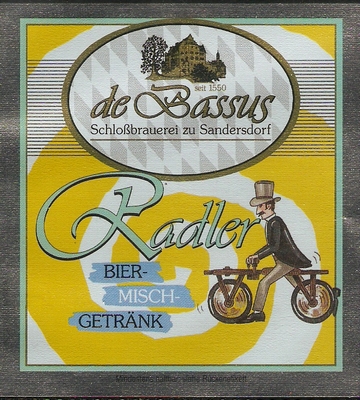 seit 1550
de Bassus
Schloßbrauerei zu Sandersdorf
Radler
BIER-
MISCH-
GETRÄNK